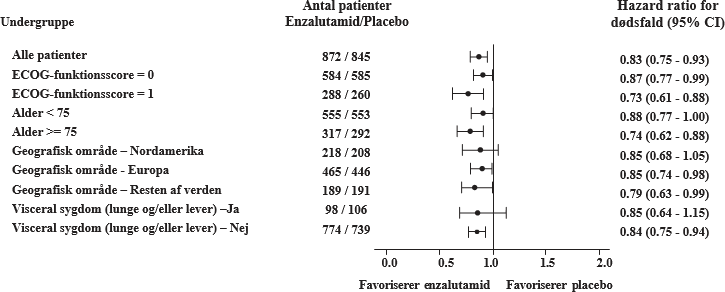 Undergruppe
Antal patienter
Enzalutamid/Placebo
Hazard ratio for
dødsfald (95% CI)
Alle patienter 872 / 845 0.83 (0.75 - 0.93)
ECOG-funktionsscore = 0 584 / 585 0.87 (0.77 - 0.99)
ECOG-funktionsscore = 1 288 / 260 0.73 (0.61 - 0.88)
Alder < 75 555 / 553 0.88 (0.77 - 1.00)
Alder >= 75 317 / 292 0.74 (0.62 - 0.88)
Geografisk område – Nordamerika 218 / 208 0.85 (0.68 - 1.05)
Geografisk område - Europa 465 / 446 0.85 (0.74 - 0.98)
Geografisk område – Resten af verden 189 / 191 0.79 (0.63 - 0.99)
Visceral sygdom (lunge og/eller lever) –Ja 98 / 106 0.85 (0.64 - 1.15)
Visceral sygdom (lunge og/eller lever) – Nej 774 / 739 0.84 (0.75 - 0.94)
0.0 0.5 1.0 1.5 2.0
Favoriserer enzalutamid Favoriserer placebo